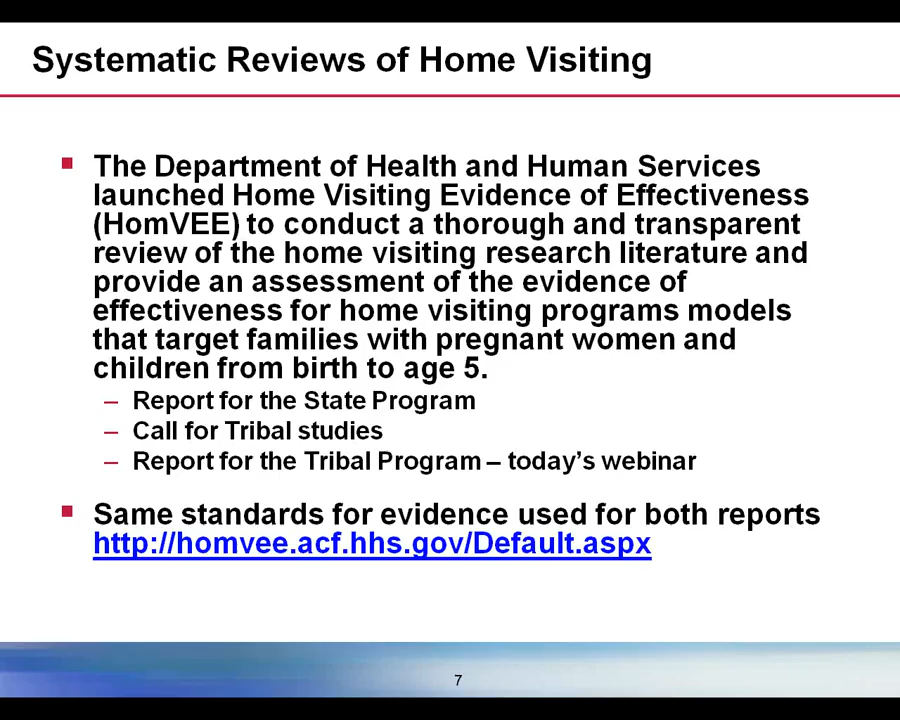 Systematic Reviews of Home Visiting
The Department of Health and Human Services
launched Home Visiting Evidence of Effectiveness
(HomVEE) to conduct a thorough and transparent
review of the home visiting research literature and
provide an assessment of the evidence of
effectiveness for home visiting programs models
that target families with pregnant women and
children from birth to age 5.
– Report for the State Program
– Call for Tribal studies
– Report for the Tribal Program – today's webinar
Same standards for evidence used for both reports
http://homvee.acf.hhs.gov/Default.aspx
7